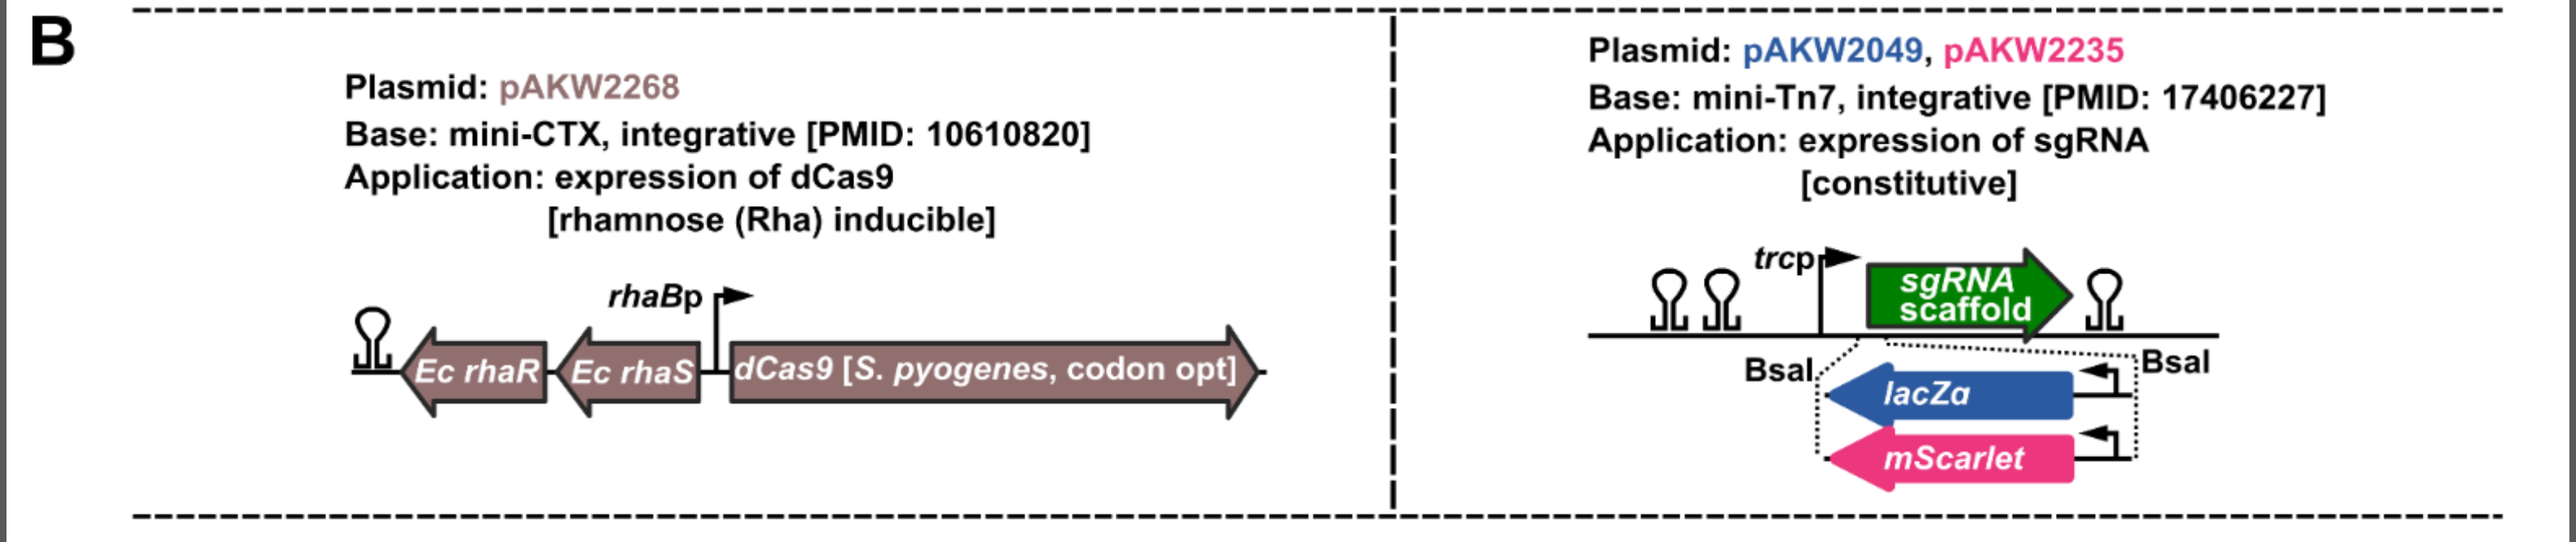 B
Plasmid: pAKW2268
Base: mini-CTX, integrative [PMID: 10610820]
Application: expression of dCas9
[rhamnose (Rha) inducible]
rhaBp
Ec rhaR
Ec rhaS
dCas9 [S. pyogenes, codon opt]
Plasmid: pAKW2049, pAKW2235
Base: mini-Tn7, integrative [PMID: 17406227]
Application: expression of sgRNA
[constitutive]
trcp
sgRNA
scaffold
BsaI
BsaI
lacZα
mScarlet